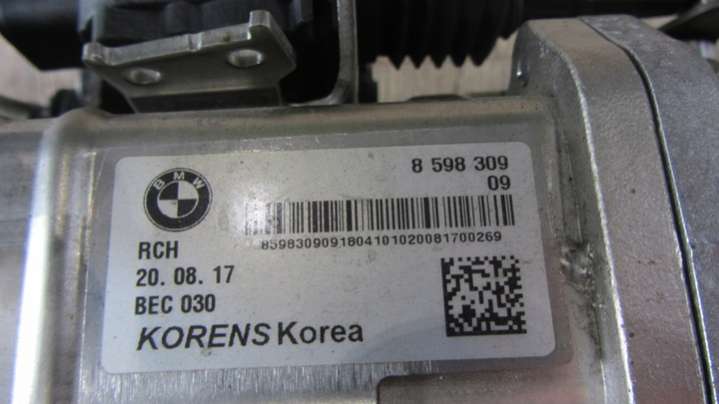 BMW
8 598 309
09
8598309091804101020081700269
RCH
20. 08. 17
BEC 030
KORENS Korea